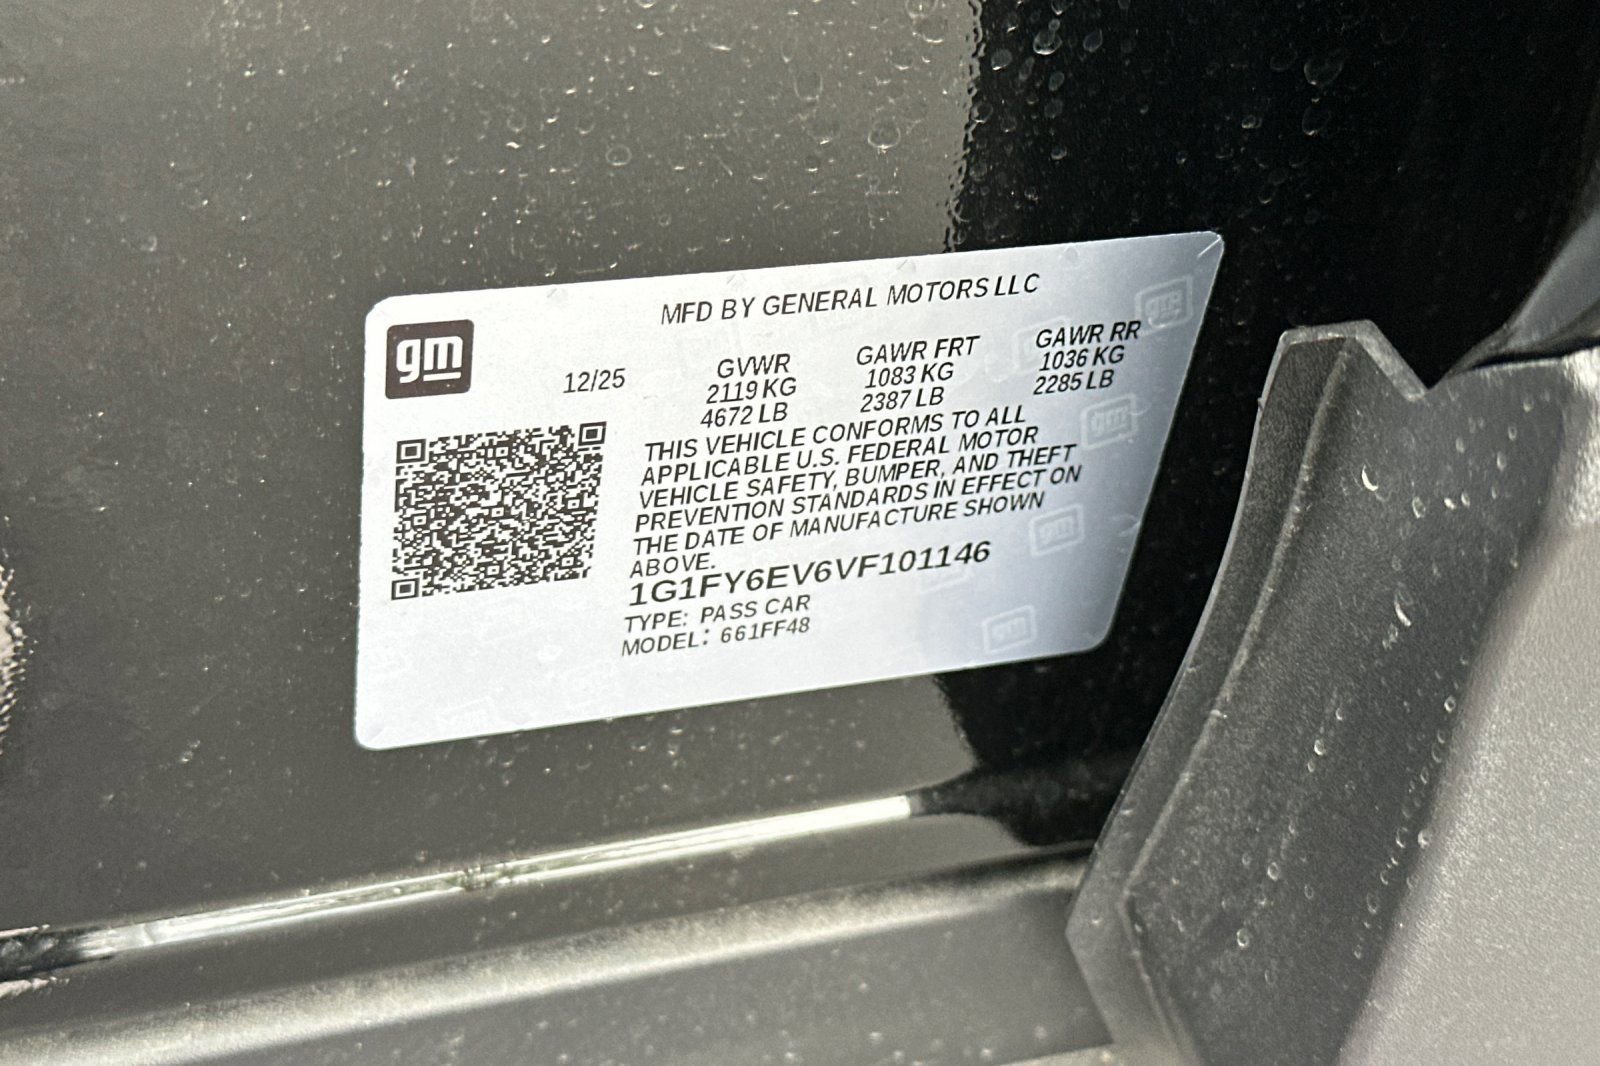 MFD BY GENERAL MOTORS LLC
gm
12/25
GVWR
2119 KG
4672 LB
GAWR FRT
1083 KG
2387 LB
GAWR RR
1036 KG
2285 LB
THIS VEHICLE CONFORMS TO ALL
APPLICABLE U.S. FEDERAL MOTOR
VEHICLE SAFETY, BUMPER, AND THEFT
PREVENTION STANDARDS IN EFFECT ON
THE DATE OF MANUFACTURE SHOWN
ABOVE.
1G1FY6EV6VF101146
TYPE: PASS CAR
MODEL: 661FF48